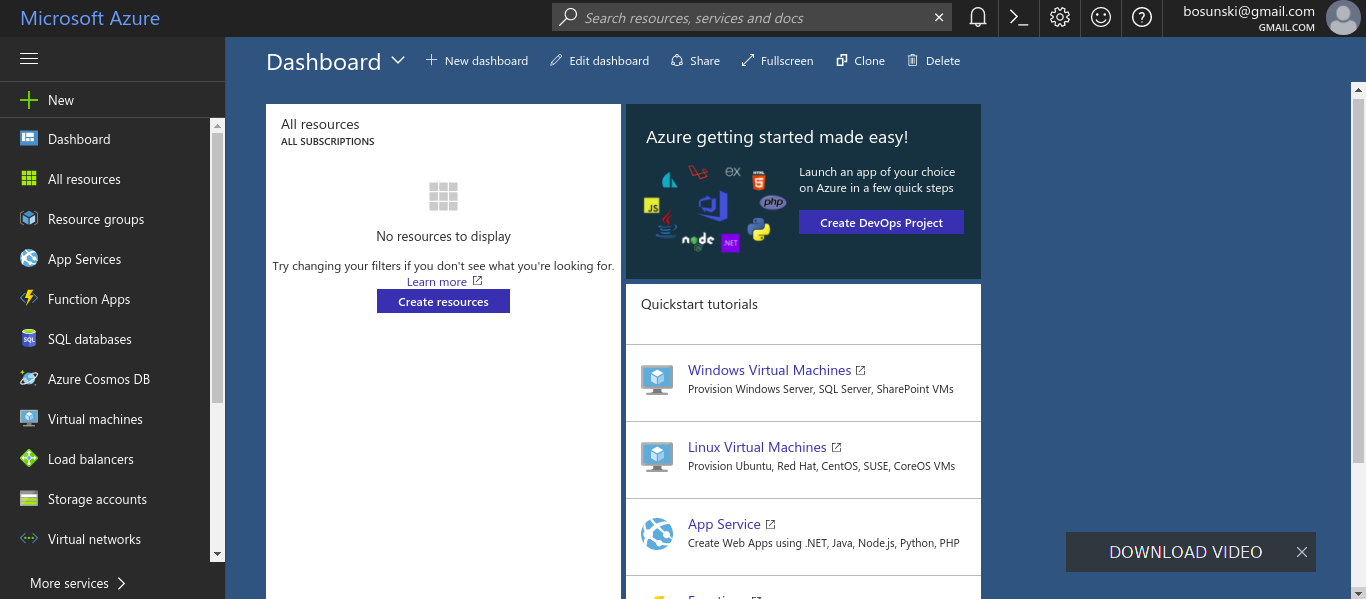 Microsoft Azure
Search resources, services and docs
bosunski@gmail.com
GMAIL.COM
New
Dashboard
All resources
Resource groups
App Services
Function Apps
SQL databases
Azure Cosmos DB
Virtual machines
Load balancers
Storage accounts
Virtual networks
More services
Dashboard
New dashboard
Edit dashboard
Share
Fullscreen
Clone
Delete
All resources
ALL SUBSCRIPTIONS
No resources to display
Try changing your filters if you don't see what you're looking for.
Learn more
Create resources
Azure getting started made easy!
EX
JS
php
node
.NET
Launch an app of your choice
on Azure in a few quick steps
Create DevOps Project
Quickstart tutorials
Windows Virtual Machines
Provision Windows Server, SQL Server, SharePoint VMs
Linux Virtual Machines
Provision Ubuntu, Red Hat, CentOS, SUSE, CoreOS VMs
App Service
Create Web Apps using .NET, Java, Node.js, Python, PHP
DOWNLOAD VIDEO